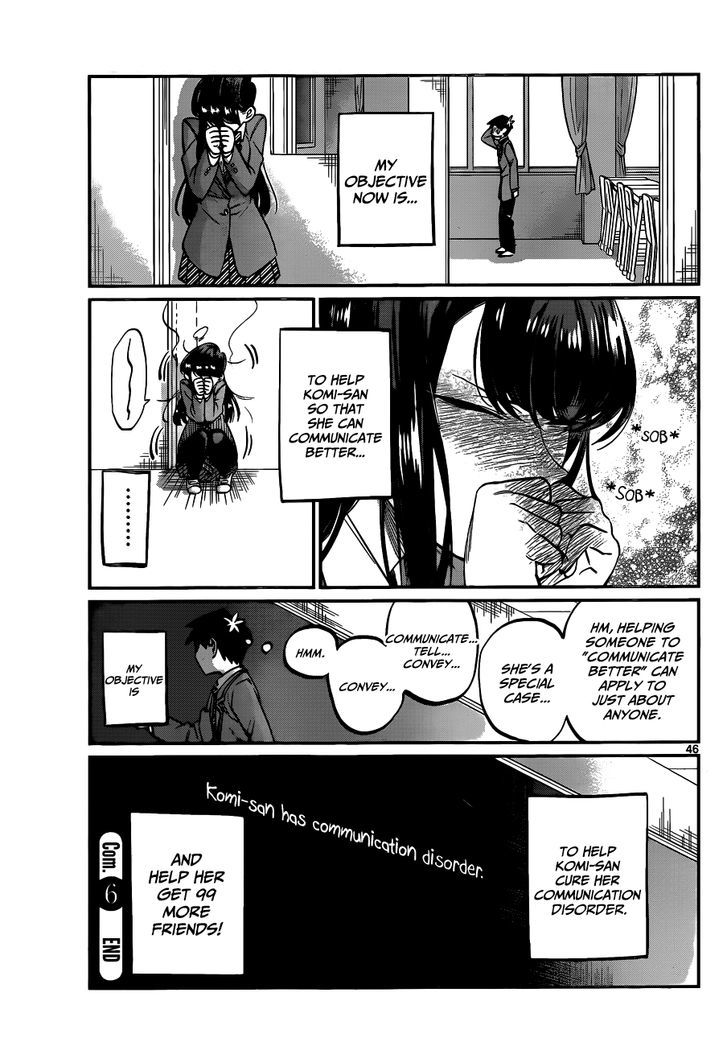 MY
OBJECTIVE
NOW IS...
*SOB*
*SOB*
TO HELP
KOMI-SAN
SO THAT
SHE CAN
COMMUNICATE
BETTER...
.........
HM, HELPING
SOMEONE TO
"COMMUNICATE
BETTER" CAN
APPLY TO
JUST ABOUT
ANYONE.
SHE'S A
SPECIAL
CASE...
COMMUNICATE...
TELL...
CONVEY...
CONVEY...
HMM.
MY
OBJECTIVE
IS
46
TO HELP
KOMI-SAN
CURE HER
COMMUNICATION
DISORDER.
Komi-san has communication disorder.
AND
HELP HER
GET 99
MORE
FRIENDS!
Com. 6 END